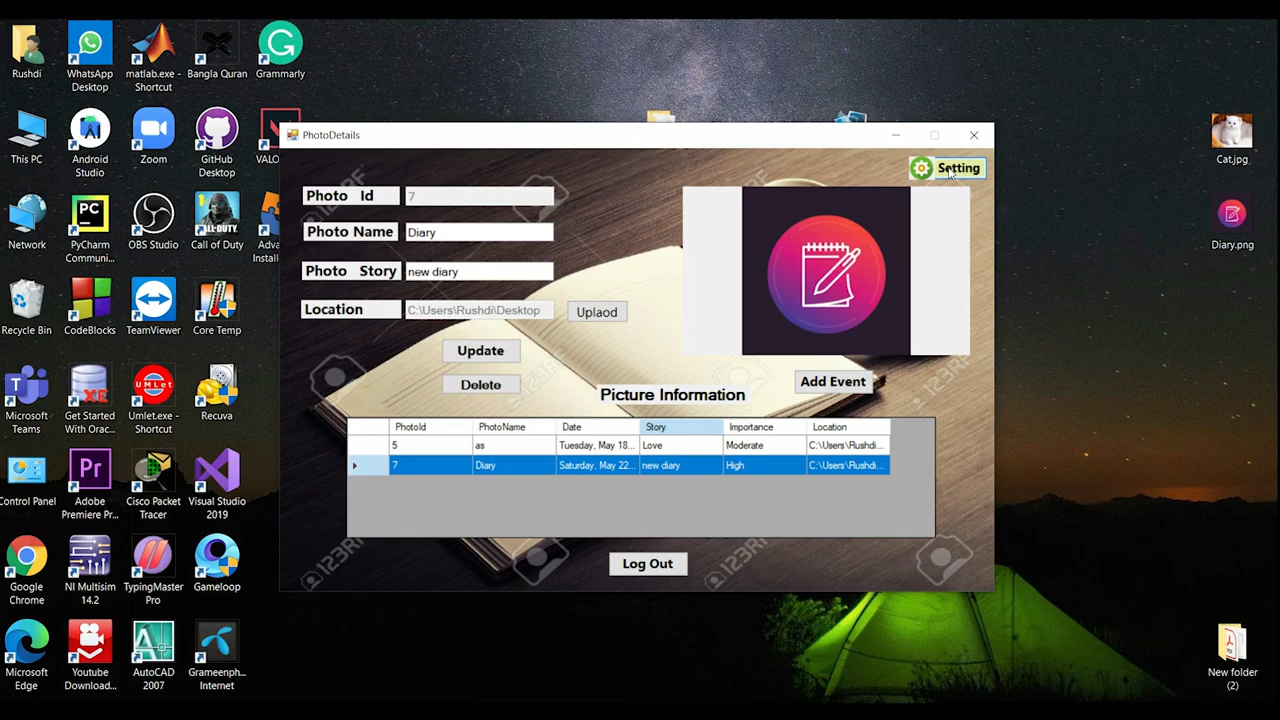 Rushdi
WhatsApp
Desktop
matlab.exe -
Shortcut
Bangla Quran
Grammarly
This PC
Android
Studio
Zoom
GitHub
Desktop
VALO
Network
PyCharm
Communi...
OBS Studio
Call of Duty
Adva
Install
Recycle Bin
CodeBlocks
TeamViewer
Core Temp
Microsoft
Teams
Get Started
With Orac...
Umlet.exe -
Shortcut
Recuva
Control Panel
Adobe
Premiere Pr...
Cisco Packet
Tracer
Visual Studio
2019
Google
Chrome
NI Multisim
14.2
TypingMaster
Pro
Gameloop
Microsoft
Edge
Youtube
Download...
AutoCAD
2007
Grameenph...
Internet
PhotoDetails
Setting
Photo Id 7
Photo Name Diary
Photo Story new diary
Location C:\Users\Rushdi\Desktop Uplaod
Update
Delete
Add Event
Picture Information
PhotoId PhotoName Date Story Importance Location
5 as Tuesday, May 18... Love Moderate C:\Users\Rushdi...
7 Diary Saturday, May 22... new diary High C:\Users\Rushdi...
Log Out
123RF
Cat.jpg
Diary.png
New folder
(2)